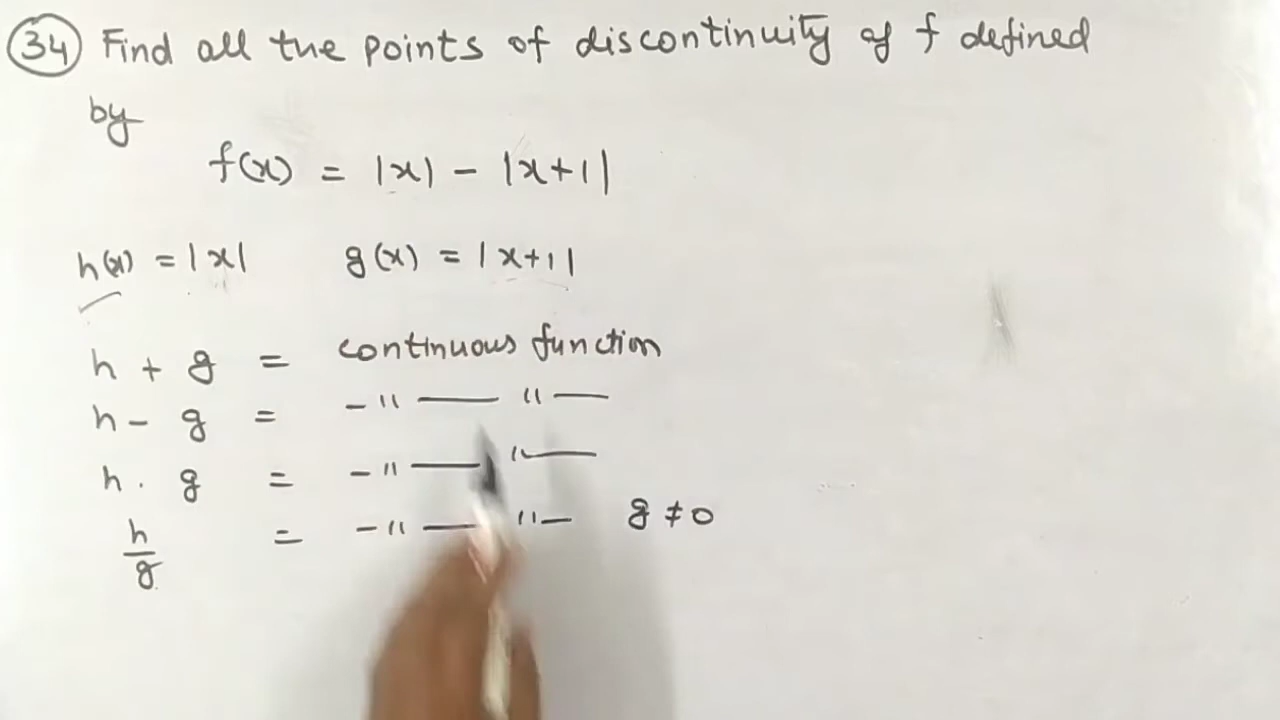 34 Find all the points of discontinuity of f defined
by
f(x) = |x| - |x+1|
h(x) = |x| g(x) = |x+1|
h + g = continuous function
h - g = -〃—— 〃—
h . g = -〃—— 〃—
h/g = -〃— 〃— g ≠ 0